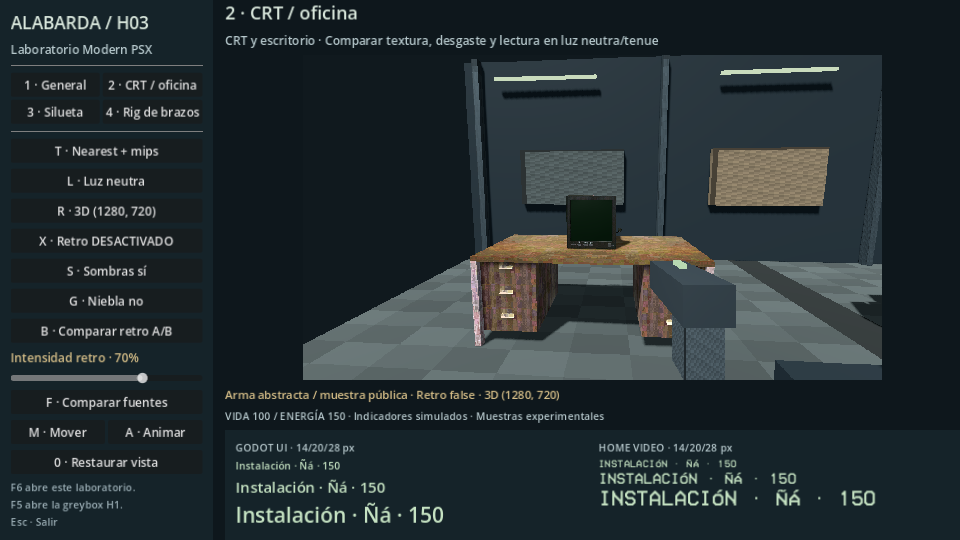 ALABARDA / H03
Laboratorio Modern PSX
1 · General
2 · CRT / oficina
3 · Silueta
4 · Rig de brazos
T · Nearest + mips
L · Luz neutra
R · 3D (1280, 720)
X · Retro DESACTIVADO
S · Sombras sí
G · Niebla no
B · Comparar retro A/B
Intensidad retro · 70%
F · Comparar fuentes
M · Mover
A · Animar
0 · Restaurar vista
F6 abre este laboratorio.
F5 abre la greybox H1.
Esc · Salir
2 · CRT / oficina
CRT y escritorio · Comparar textura, desgaste y lectura en luz neutra/tenue
Arma abstracta / muestra pública · Retro false · 3D (1280, 720)
VIDA 100 / ENERGÍA 150 · Indicadores simulados · Muestras experimentales
GODOT UI · 14/20/28 px
Instalación · Ñá · 150
Instalación · Ñá · 150
Instalación · Ñá · 150
HOME VIDEO · 14/20/28 px
INSTALACIóN · Ñá · 150
INSTALACIóN · Ñá · 150
INSTALACIóN · Ñá · 150